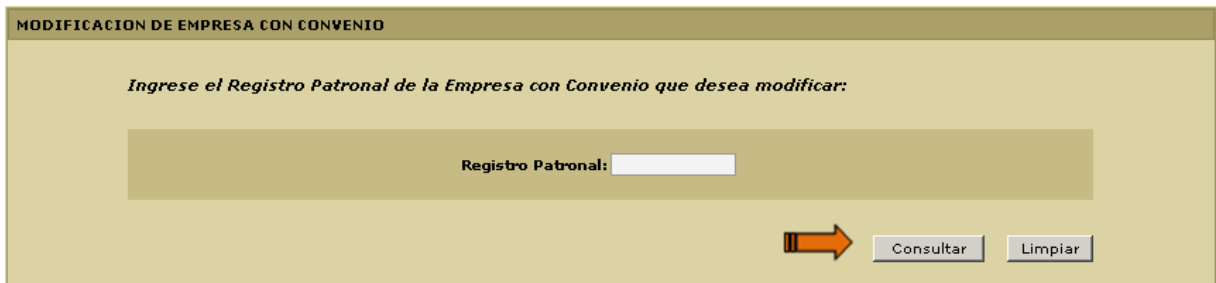 MODIFICACION DE EMPRESA CON CONVENIO
Ingrese el Registro Patronal de la Empresa con Convenio que desea modificar:
Registro Patronal:
Consultar Limpiar